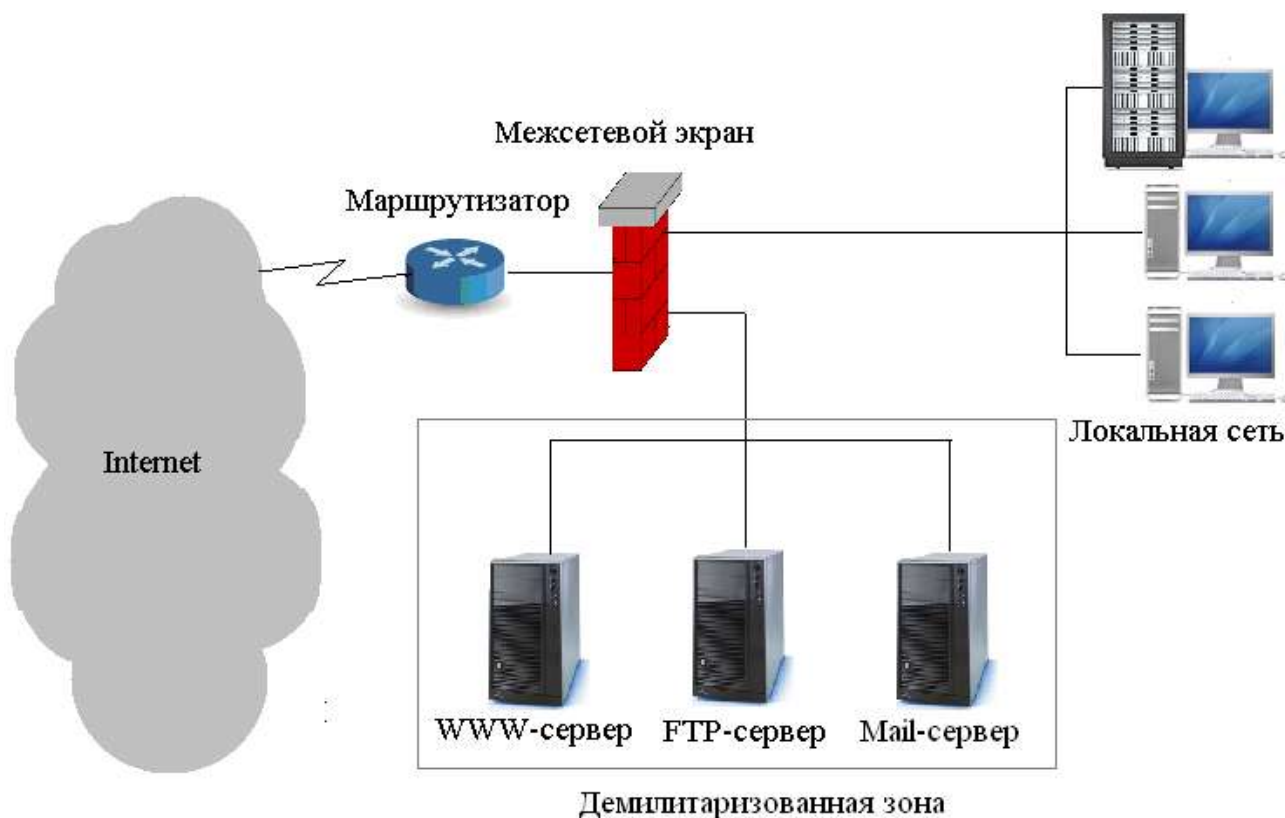 Межсетевой экран
Маршрутизатор
Локальная сеть
Internet
WWW-сервер
FTP-сервер
Mail-сервер
Демилитаризованная зона